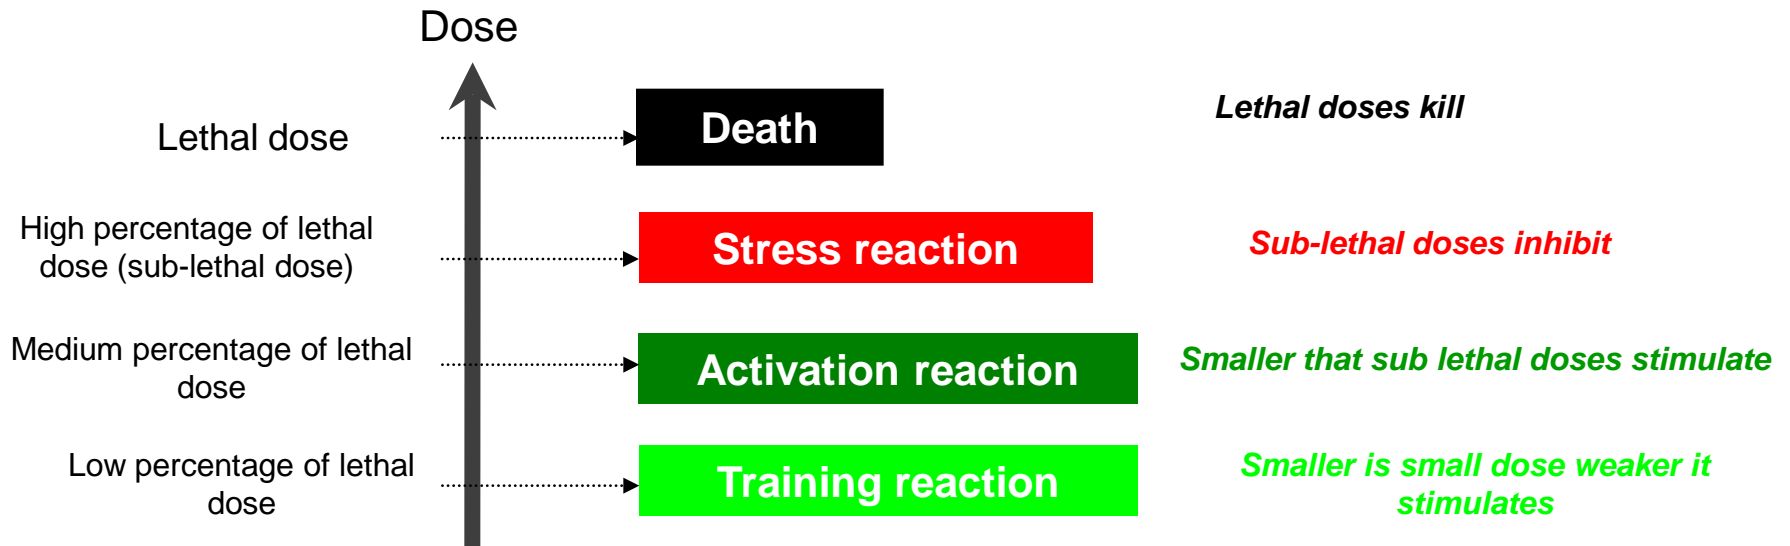 Dose
Lethal dose
Death
Lethal doses kill
High percentage of lethal
dose (sub-lethal dose)
Stress reaction
Sub-lethal doses inhibit
Medium percentage of lethal
dose
Activation reaction
Smaller that sub lethal doses stimulate
Low percentage of lethal
dose
Training reaction
Smaller is small dose weaker it
stimulates